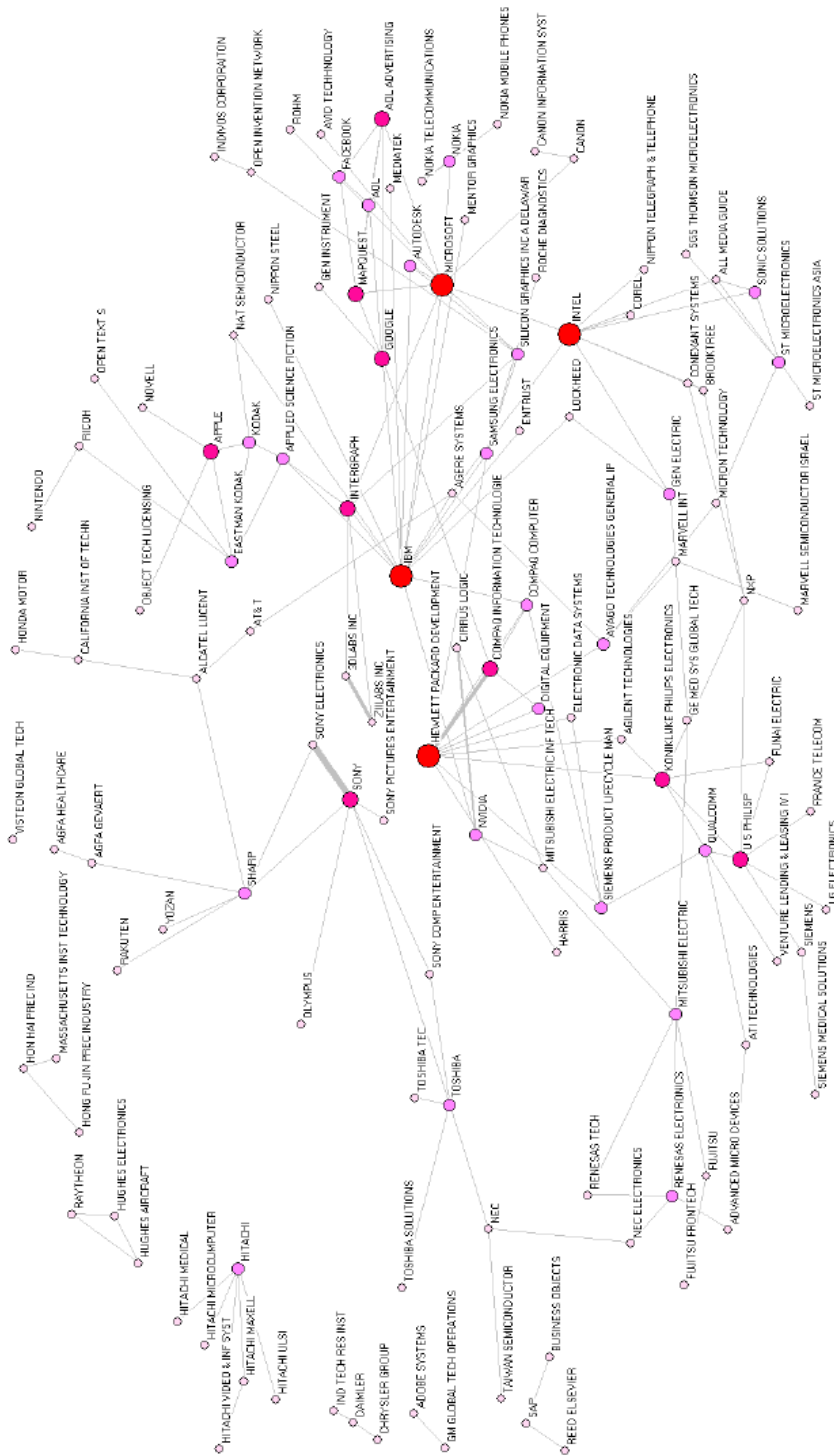 INDIVOS CORPORAITON
OPEN INVENTION NETWORK
ROHM
AVID TECHHNOLOGY
FACEBOOK
AOL ADVERTISING
AOL
MEDIATEK
NOKIA TELECOMMUNICATIONS
NOKIA
NOKIA MOBILE PHONES
MENTOR GRAPHICS
CANON INFORMATION SYST
CANON
GEN INSTRUMENT
MAPQUEST
AUTODESK
MICROSOFT
SILICON GRAPHICS INC A DELAWAR
ROCHE DIAGNOSTICS
NIPPON TELEGRAPH & TELEPHONE
SGS THOMSON MICROELECTRONICS
ALL MEDIA GUIDE
SONIC SOLUTIONS
NAT SEMICONDUCTOR
NIPPON STEEL
GOOGLE
INTEL
COREL
CONEXANT SYSTEMS
BROOKTREE
ST MICROELECTRONICS
ST MICROELECTRONICS ASIA
OPEN TEXT S
NOVELL
RICOH
APPLE
KODAK
APPLIED SCIENCE FICTION
SAMSUNG ELECTRONICS
ENTRUST
LOCKHEED
NINTENDO
OBJECT TECH LICENSING
EASTMAN KODAK
INTERGRAPH
AGERE SYSTEMS
GEN ELECTRIC
MICRON TECHNOLOGY
HONDA MOTOR
CALIFORNIA INST OF TECHN
ALCATEL LUCENT
AT& T
IBM
CIRRUS LOGIC
COMPAQ INFORMATION TECHNOLOGIE
COMPAQ COMPUTER
AVAGO TECHNOLOGIES GENERAL IP
MARVELL INT
MARVELL SEMICONDUCTOR ISRAEL
NXP
SONY ELECTRONICS
3DLABS INC
ZIILABS INC
HEWLETT PACKARD DEVELOPMENT
DIGITAL EQUIPMENT
ELECTRONIC DATA SYSTEMS
AGILENT TECHNOLOGIES
KONIKLIJKE PHILIPS ELECTRONICS
GE MED SYS GLOBAL TECH
VISTEON GLOBAL TECH
AGFA HEALTHCARE
AGFA GEVAERT
SHARP
SONY
SONY PICTURES ENTERTAINMENT
NVIDIA
MITSUBISHI ELECTRIC INF TECH
SIEMENS PRODUCT LIFECYCLE MAN
QUALCOMM
U S PHILISP
FUNAI ELECTRIC
FRANCE TELECOM
YOZAN
RAKUTEN
OLYMPUS
SONY COMP ENTERTAINMENT
HARRIS
MITSUBISHI ELECTRIC
VENTURE LENDING & LEASING IV I
SIEMENS
LG ELECTRONICS
HON HAI PREC IND
MASSACHUSETTS INST TECHNOLOGY
HONG FU JIN PREC INDUSTRY
TOSHIBA TEC
TOSHIBA
ATI TECHNOLOGIES
SIEMENS MEDICAL SOLUTIONS
RAYTHEON
HUGHES ELECTRONICS
HUGHES AIRCRAFT
RENESAS TECH
RENESAS ELECTRONICS
FUJITSU
ADVANCED MICRO DEVICES
HITACHI MEDICAL
HITACHI MICROCUMPUTER
HITACHI
TOSHIBA SOLUTIONS
NEC
NEC ELECTRONICS
FUJITSU FRONTECH
HITACHI VIDEO & INF SYST
HITACHI MAXELL
HITACHI ULSI
IND TECH RES INST
DAIMLER
CHRYSLER GROUP
ADOBE SYSTEMS
GM GLOBAL TECH OPERATIONS
TAIWAN SEMICONDUCTOR
BUSINESS OBJECTS
SAP
REED ELSEVIER